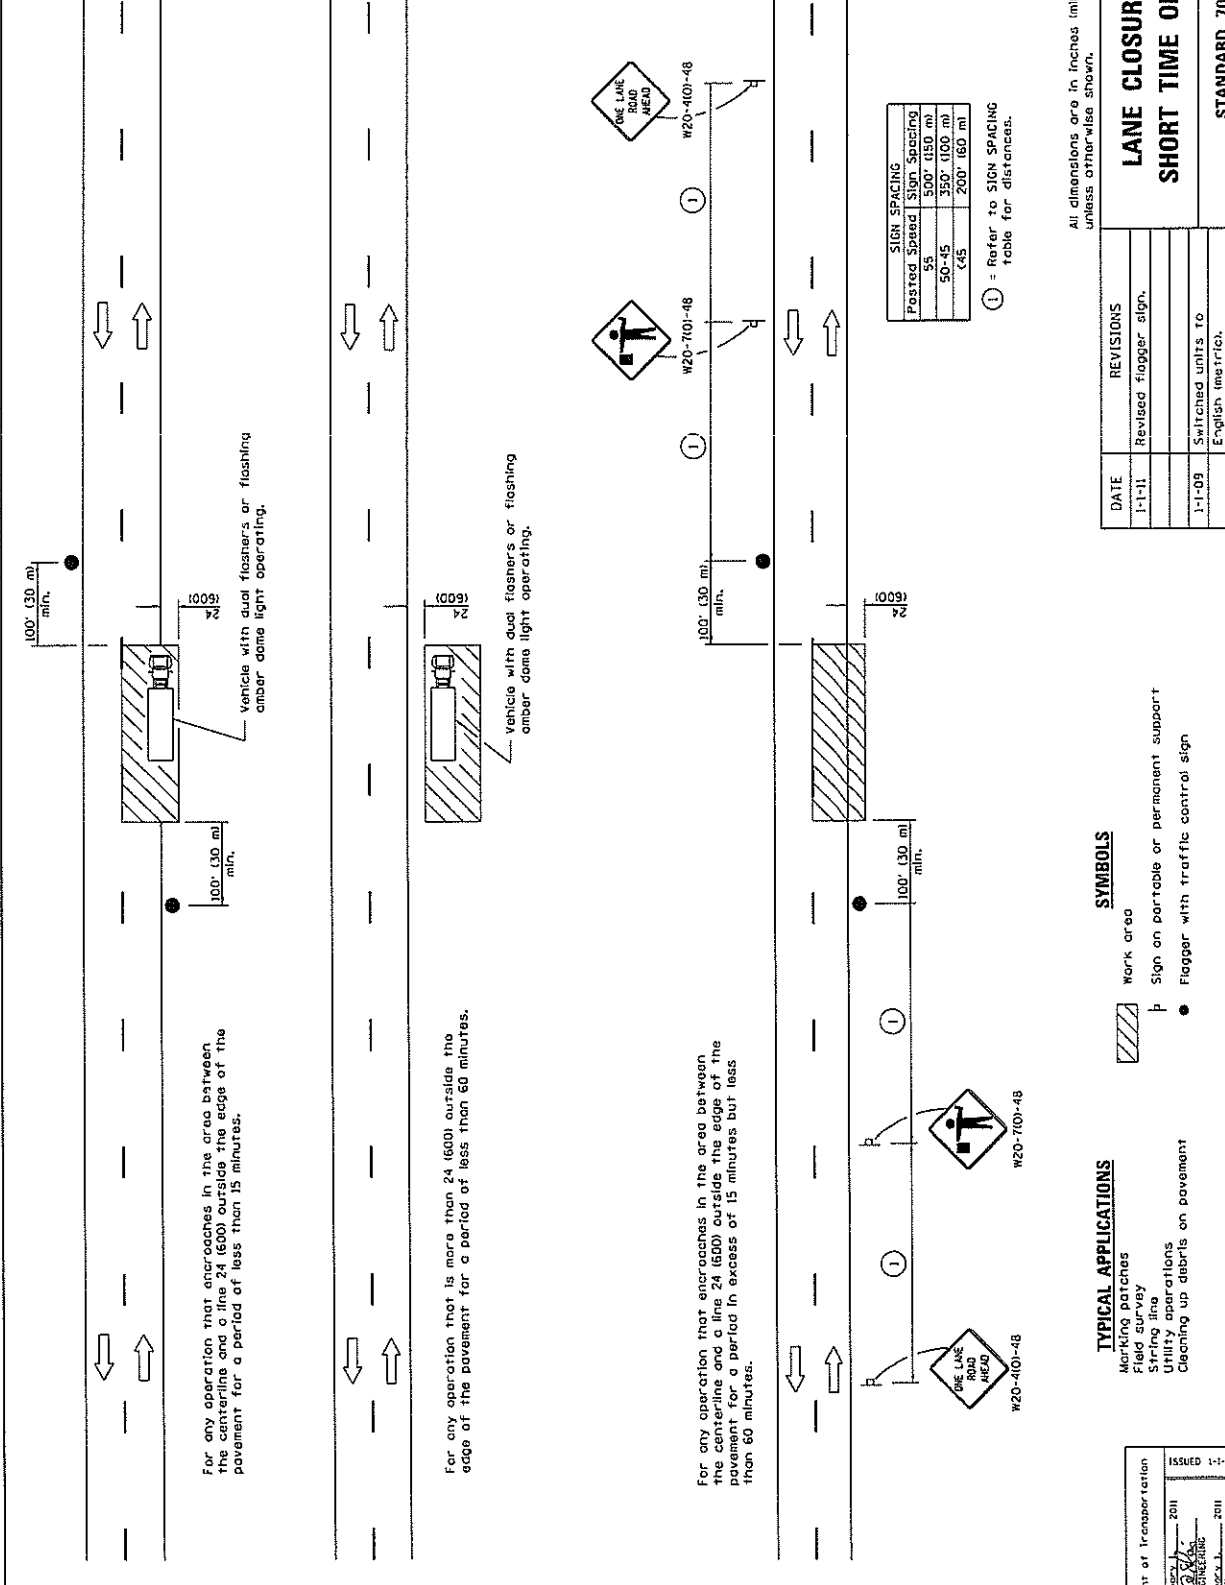 100' (30 m)
min.
24
(600)
Vehicle with dual flashers or flashing
amber dome light operating.
100' (30 m)
min.
For any operation that encroaches in the area between
the centerline and a line 24 (600) outside the edge of the
pavement for a period of less than 15 minutes.
24
(600)
Vehicle with dual flashers or flashing
amber dome light operating.
For any operation that is more than 24 (600) outside the
edge of the pavement for a period of less than 60 minutes.
ONE LANE
ROAD
AHEAD
W20-4(O)-48
W20-7(O)-48
1
1
100' (30 m)
min.
24
(600)
100' (30 m)
min.
For any operation that encroaches in the area between
the centerline and a line 24 (600) outside the edge of the
pavement for a period in excess of 15 minutes but less
than 60 minutes.
1
1
W20-7(O)-48
ONE LANE
ROAD
AHEAD
W20-4(O)-48
SIGN SPACING
Posted Speed Sign Spacing
55 500' (150 m)
50-45 350' (100 m)
<45 200' (60 m)
1 = Refer to SIGN SPACING
table for distances.
TYPICAL APPLICATIONS
Marking patches
Field survey
String line
Utility operations
Cleaning up debris on pavement
SYMBOLS
Work area
Sign on portable or permanent support
Flagger with traffic control sign
All dimensions are in inches (mi
unless otherwise shown.
DATE REVISIONS
1-1-11 Revised flagger sign.
1-1-09 Switched units to
English (metric).
LANE CLOSUR
SHORT TIME O
STANDARD 70
of Transportation
2011
ISSUED 1-1-
2011